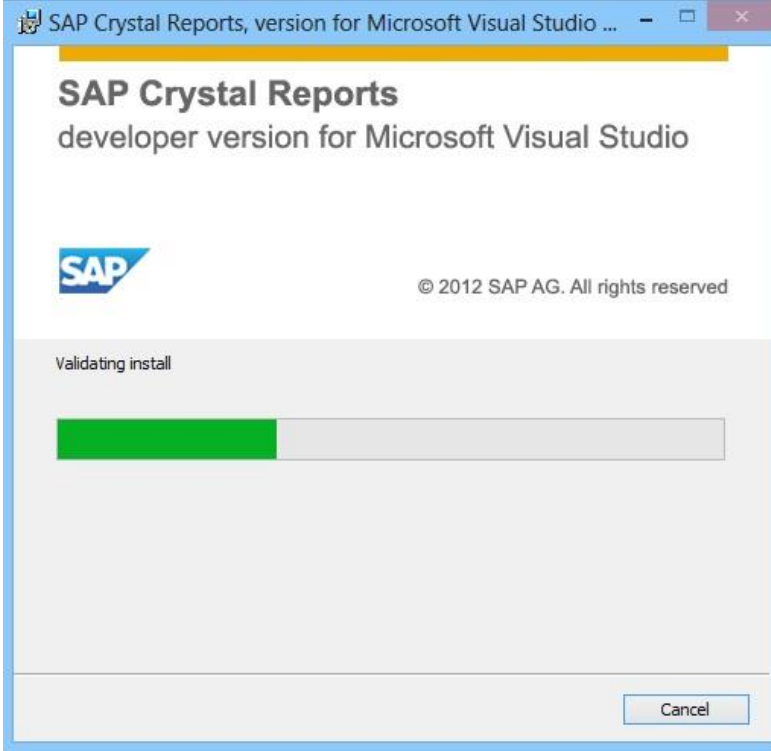 SAP Crystal Reports, version for Microsoft Visual Studio ...
SAP Crystal Reports
developer version for Microsoft Visual Studio
SAP
© 2012 SAP AG. All rights reserved
Validating install
Cancel